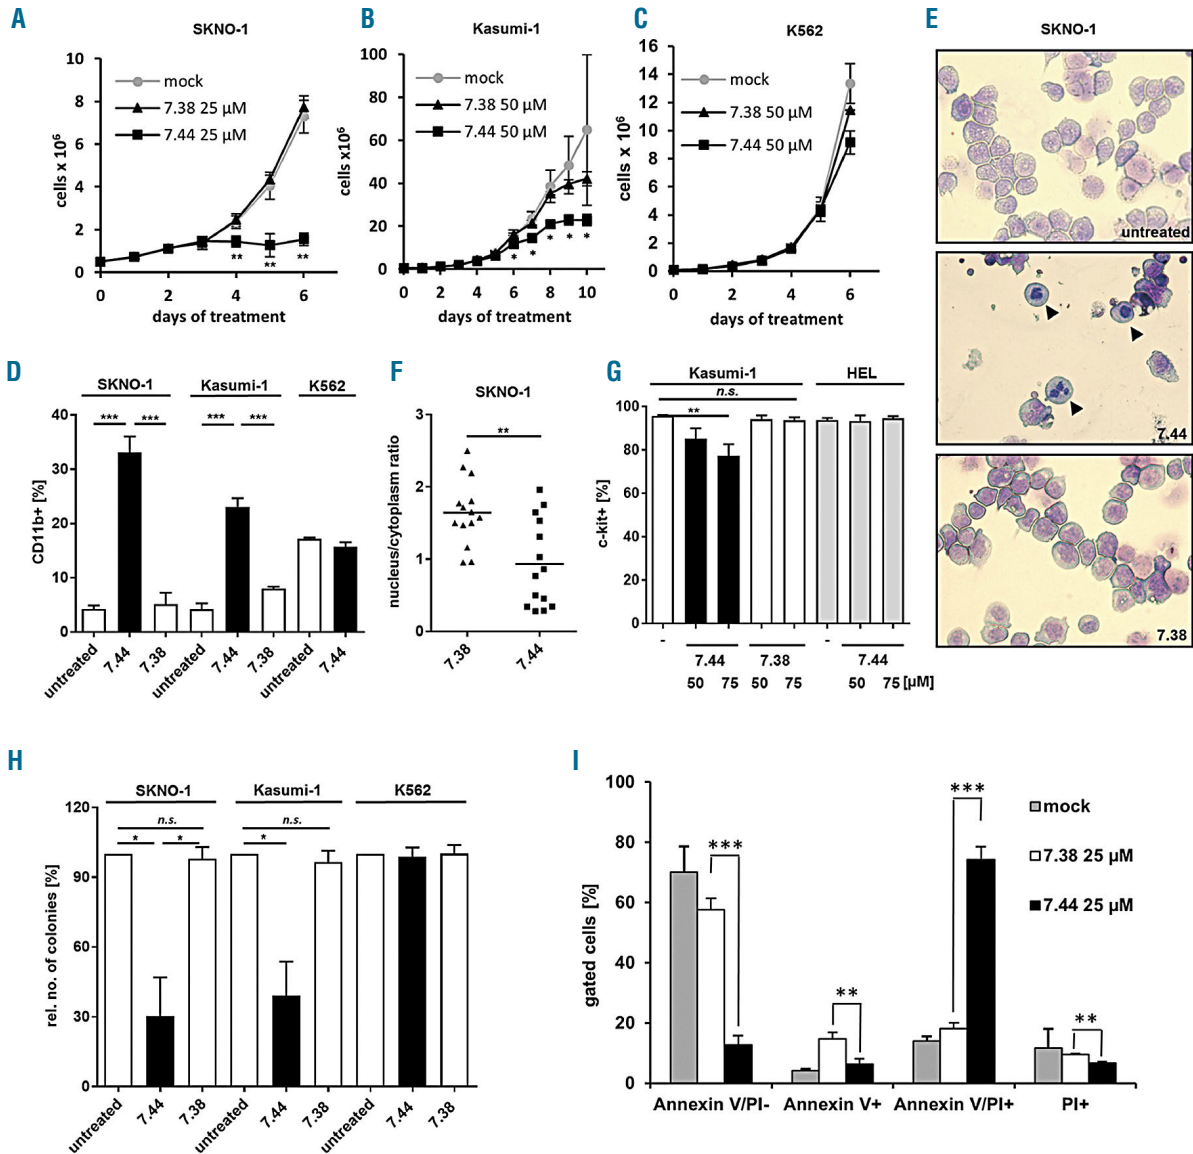 A
SKNO-1
cells x 10⁶
10
8
6
4
2
0
mock
7.38 25 µM
7.44 25 µM
** ** **
0 2 4 6
days of treatment
B
Kasumi-1
cells x10⁶
100
80
60
40
20
0
mock
7.38 50 µM
7.44 50 µM
* * * * *
0 2 4 6 8 10
days of treatment
C
K562
cells x 10⁶
16
14
12
10
8
6
4
2
0
mock
7.38 50 µM
7.44 50 µM
0 2 4 6
days of treatment
E
SKNO-1
untreated
7.44
7.38
D
SKNO-1 Kasumi-1 K562
CD11b+ [%]
40
30
20
10
0
*** *** *** ***
untreated 7.44 7.38 untreated 7.44 7.38 untreated 7.44
F
SKNO-1
nucleus/cytoplasm ratio
3
2
1
0
**
7.38 7.44
G
Kasumi-1 HEL
n.s.
**
c-kit+ [%]
100
80
60
40
20
0
- 7.44 7.38 - 7.44
50 75 50 75 50 75 [µM]
H
SKNO-1 Kasumi-1 K562
rel. no. of colonies [%]
120
90
60
30
0
n.s. n.s.
* * *
untreated 7.44 7.38 untreated 7.44 7.38 untreated 7.44 7.38
I
gated cells [%]
100
80
60
40
20
0
mock
7.38 25 µM
7.44 25 µM
*** ** *** **
Annexin V/PI- Annexin V+ Annexin V/PI+ PI+